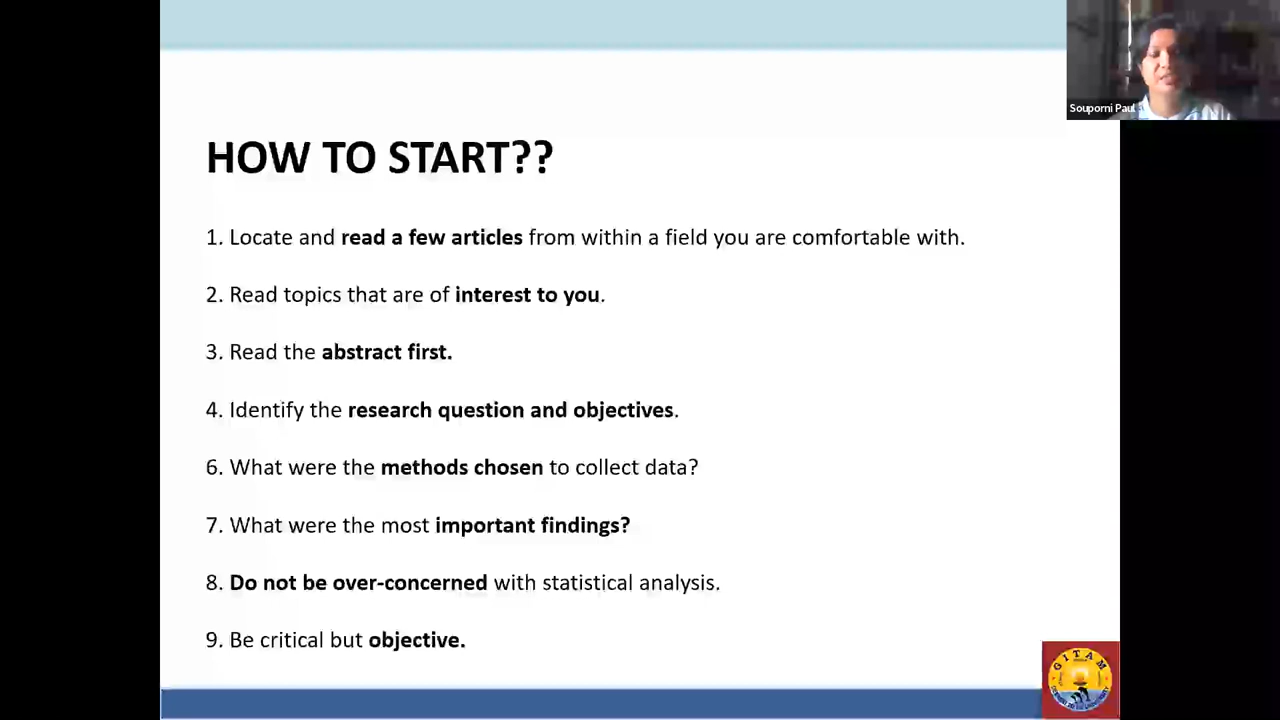 Souporni Paul
HOW TO START??
1. Locate and read a few articles from within a field you are comfortable with.
2. Read topics that are of interest to you.
3. Read the abstract first.
4. Identify the research question and objectives.
6. What were the methods chosen to collect data?
7. What were the most important findings?
8. Do not be over-concerned with statistical analysis.
9. Be critical but objective.
GITAM